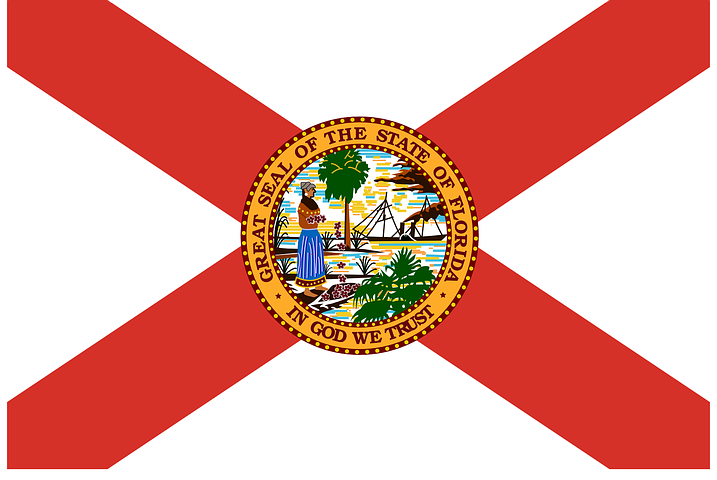 GREAT SEAL OF THE STATE OF FLORIDA
IN GOD WE TRUST